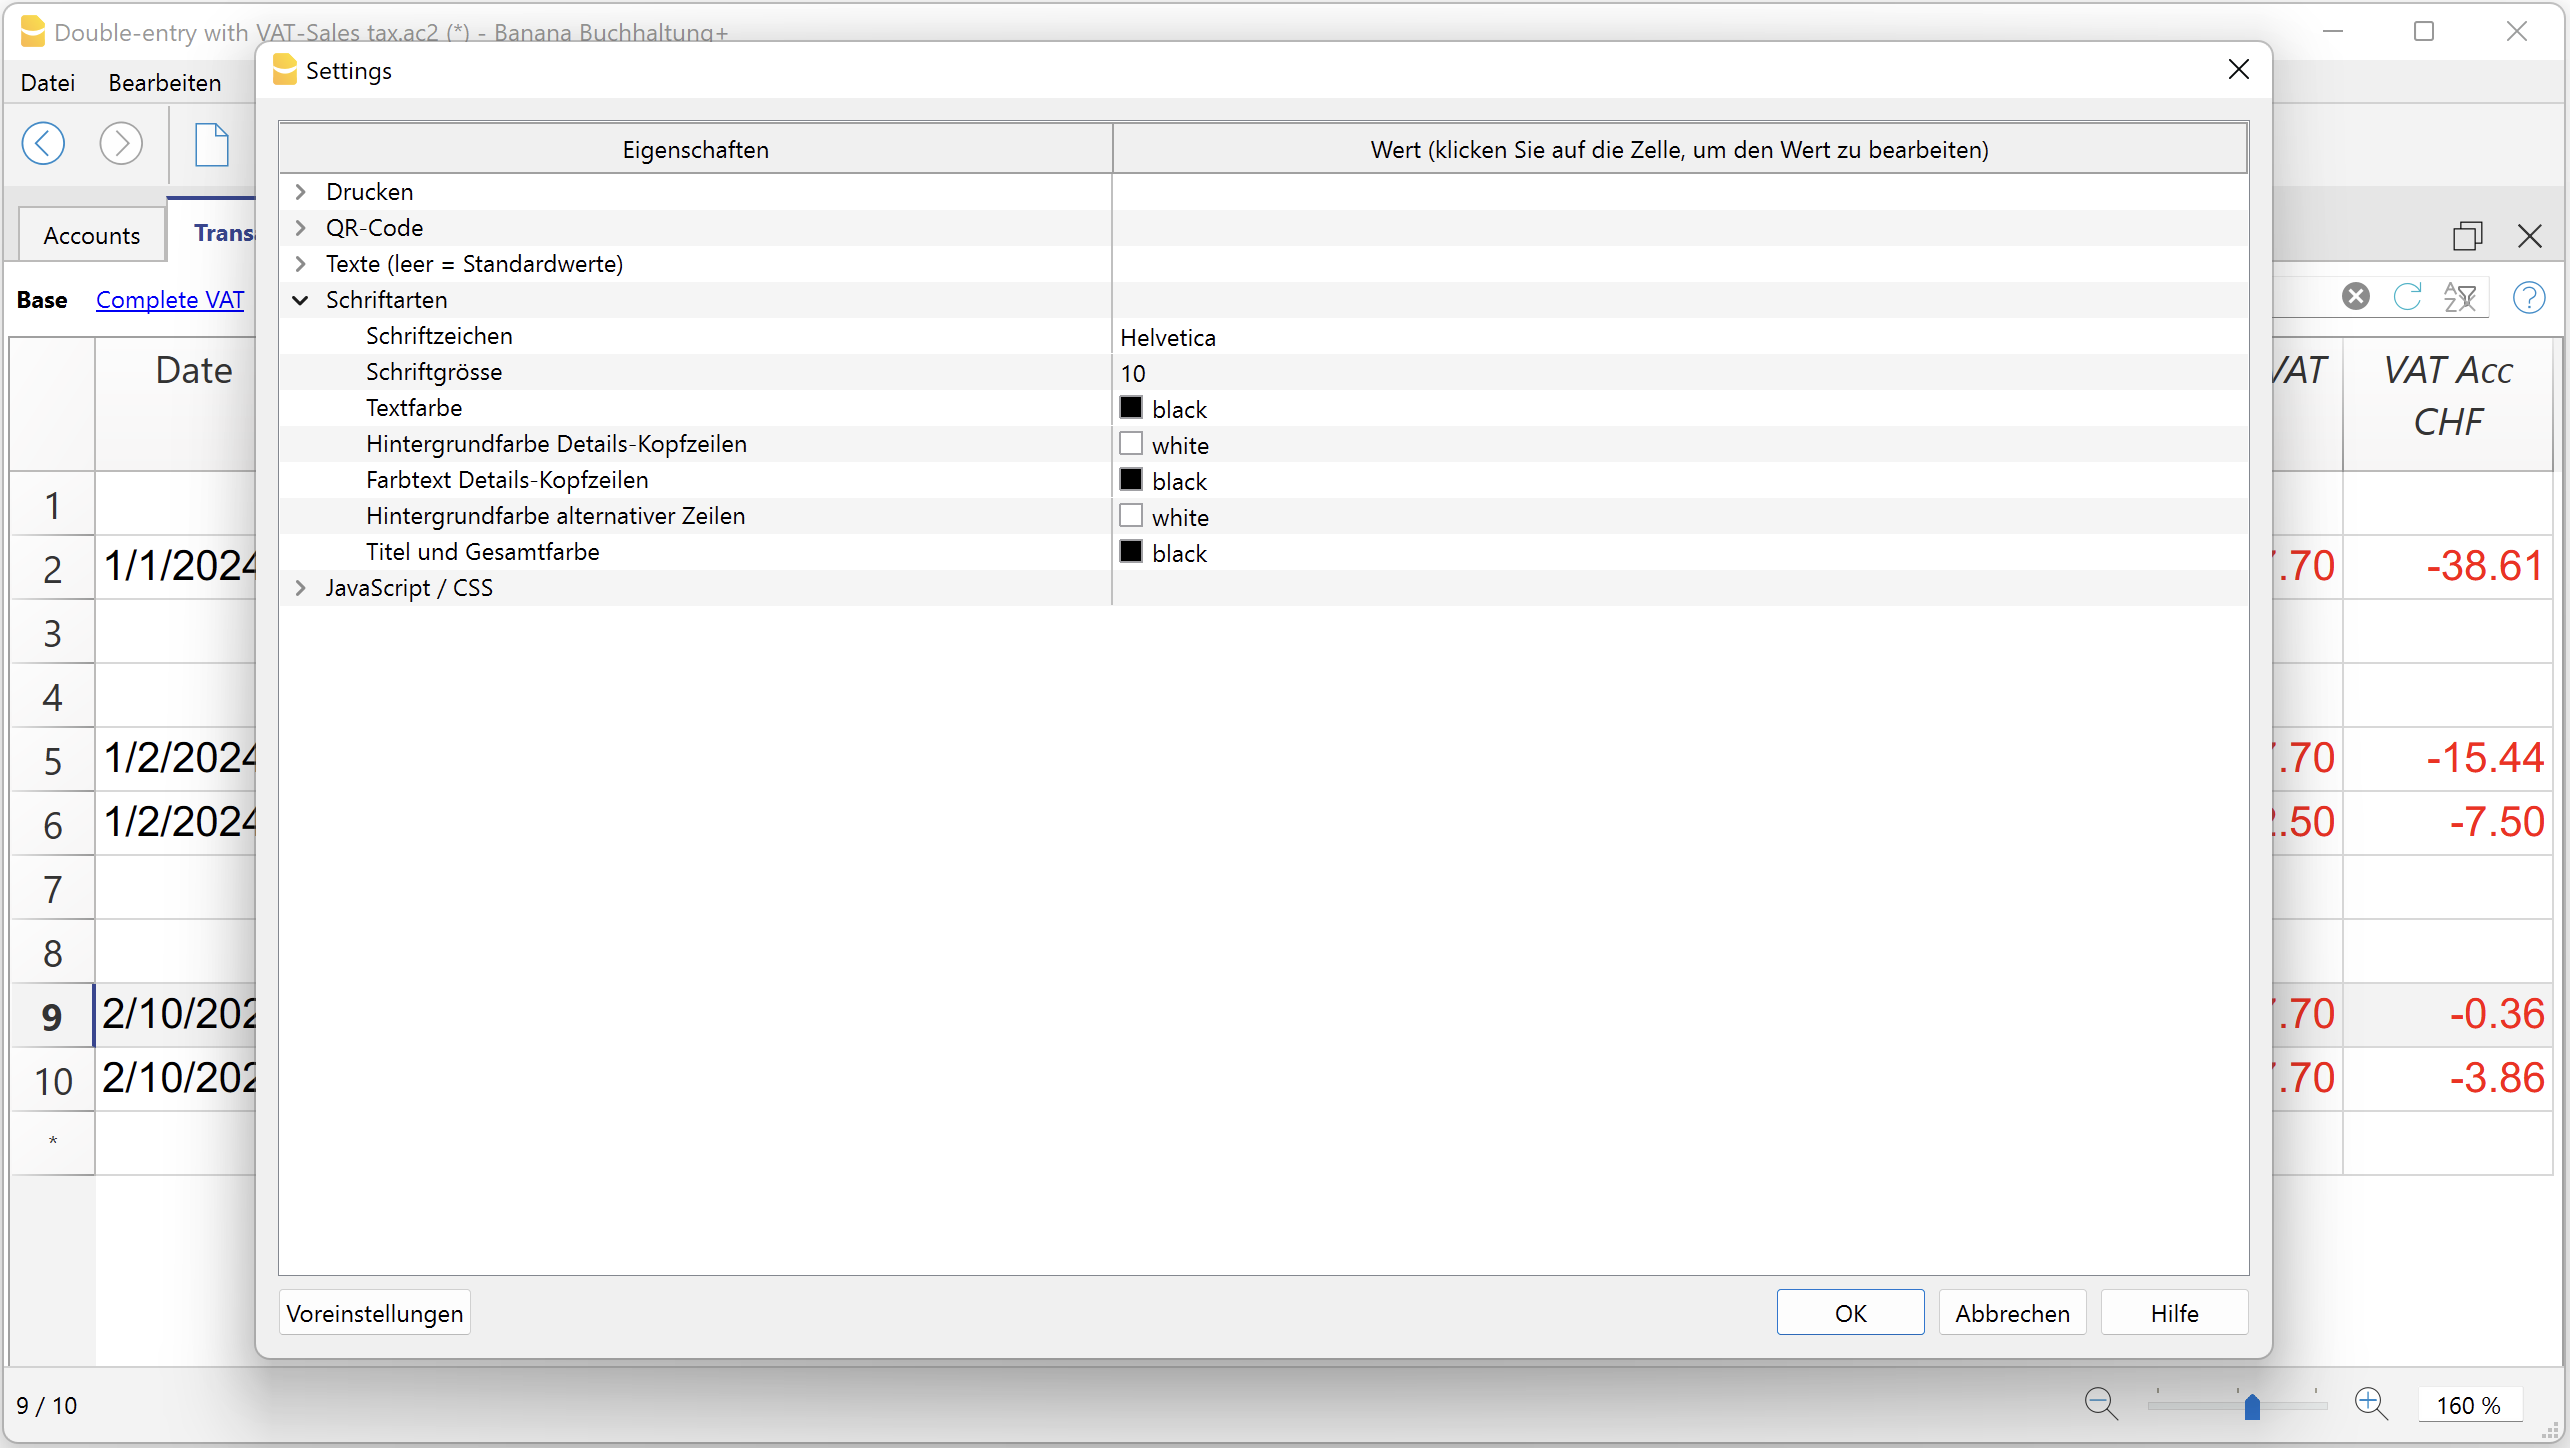 Double-entry with VAT-Sales tax.ac2 (*) - Banana Buchhaltung+
Settings
Datei Bearbeiten
Eigenschaften Wert (klicken Sie auf die Zelle, um den Wert zu bearbeiten)
Drucken
QR-Code
Texte (leer = Standardwerte)
Schriftarten
Schriftzeichen Helvetica
Schriftgrösse 10
Textfarbe black
Hintergrundfarbe Details-Kopfzeilen white
Farbtext Details-Kopfzeilen black
Hintergrundfarbe alternativer Zeilen white
Titel und Gesamtfarbe black
JavaScript / CSS
Voreinstellungen OK Abbrechen Hilfe
Accounts
Base Complete VAT
Date VAT VAT Acc
CHF
1
2 1/1/2024 .70 -38.61
3
4
5 1/2/2024 .70 -15.44
6 1/2/2024 .50 -7.50
7
8
9 2/10/202 .70 -0.36
10 2/10/202 .70 -3.86
*
9 / 10 160 %